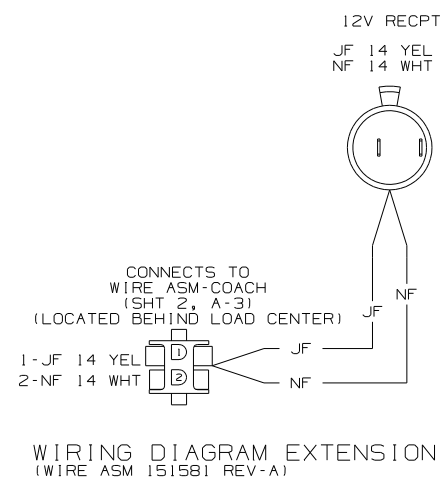 12V RECPT
JF 14 YEL
NF 14 WHT
CONNECTS TO
WIRE ASM-COACH
(SHT 2, A-3)
(LOCATED BEHIND LOAD CENTER)
JF
NF
1-JF 14 YEL
2-NF 14 WHT
1
2
JF
NF
WIRING DIAGRAM EXTENSION
(WIRE ASM 151581 REV-A)